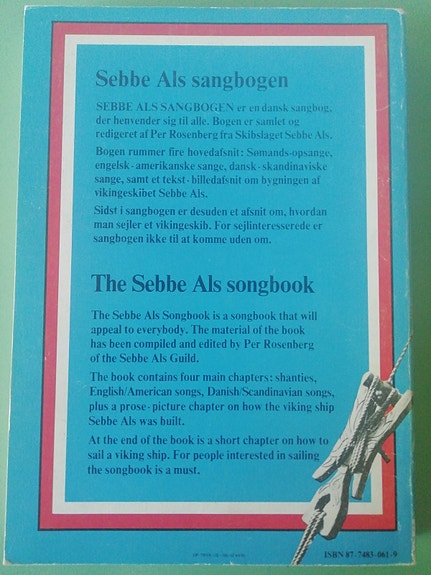 Sebbe Als sangbogen
SEBBE ALS SANGBOGEN er en dansk sangbog,
der henvender sig til alle. Bogen er samlet og
redigeret af Per Rosenberg fra Skibslaget Sebbe Als.
Bogen rummer fire hovedafsnit: Sømands-opsange,
engelsk-amerikanske sange, dansk-skandinaviske
sange, samt et tekst-billedafsnit om bygningen af
vikingeskibet Sebbe Als.
Sidst i sangbogen er desuden et afsnit om, hvordan
man sejler et vikingeskib. For sejlinteresserede er
sangbogen ikke til at komme uden om.
The Sebbe Als songbook
The Sebbe Als Songbook is a songbook that will
appeal to everybody. The material of the book
has been compiled and edited by Per Rosenberg
of the Sebbe Als Guild.
The book contains four main chapters: shanties,
English/American songs, Danish/Scandinavian songs,
plus a prose-picture chapter on how the viking ship
Sebbe Als was built.
At the end of the book is a short chapter on how to
sail a viking ship. For people interested in sailing
the songbook is a must.
ISBN 87-7483-061-9